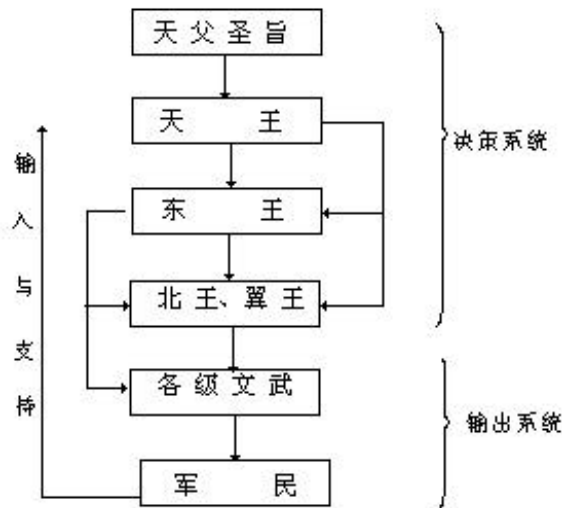 天父圣旨
天王
东王
北王、翼王
各级文武
军民
输入与支持
决策系统
输出系统